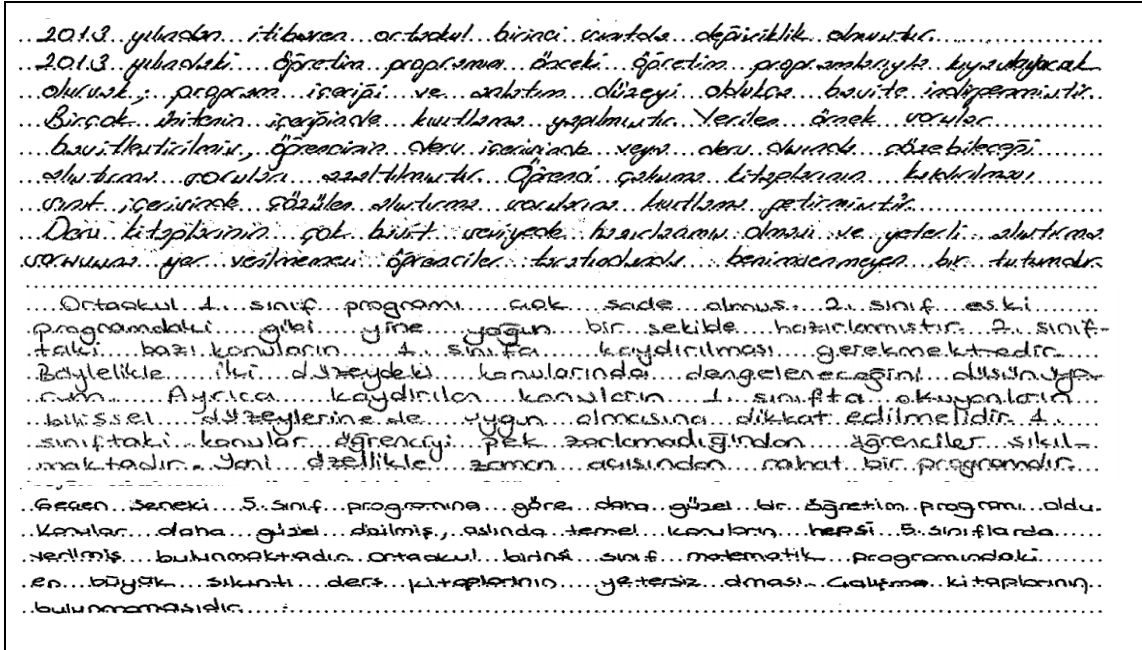 2013 yılından itibaren ortaokul birinci sınıfta değişiklik olmuştur.
2013 yılındaki öğretim programını önceki öğretim programlarıyla kıyaslayacak
olursak; program içeriği ve anlatım düzeyi oldukça basite indirgenmiştir.
Birçok ünitenin içeriğinde kısıtlama yapılmıştır. Verilen örnek sorular
basitleştirilmiş, öğrencinin ders içerisinde veya ders dışında çözebileceği
alıştırma soruları azaltılmıştır. Öğrenci çalışma kitaplarının kaldırılması
sınıf içerisinde çözülen alıştırma sorularına kısıtlama getirmiştir.
Ders kitaplarının çok basit seviyede hazırlanmış olması ve yeterli alıştırma
sorusuna yer verilmemesi öğrenciler tarafından benimsenmeyen bir tutumdur.
Ortaokul 1. sınıf programı çok sade olmuş. 2. sınıf eski
programdaki gibi yine yoğun bir şekilde hazırlanmıştır. 2. sınıf-
taki bazı konuların 1. sınıfa kaydırılması gerekmektedir.
Böylelikle iki düzeydeki konularında dengeleneceğini düşünüyo-
rum. Ayrıca kaydırılan konuların 1. sınıfta okuyanların
bilişsel düzeylerine de uygun olmasına dikkat edilmelidir. 1.
sınıftaki konular öğrenciyi pek zorlamadığından öğrenciler sıkıl-
maktadır. Yani özellikle zaman açısından rahat bir programdır.
Geçen seneki 5. sınıf programına göre daha güzel bir öğretim programı oldu.
Konular daha güzel dağılmış, aslında temel konuların hepsi 5. sınıflarda
verilmiş bulunmaktadır. Ortaokul birinsi sınıf matematik programındaki
en büyük sıkıntı ders kitaplarının yetersiz olması. Çalışma kitaplarının
bulunmamasıdır.